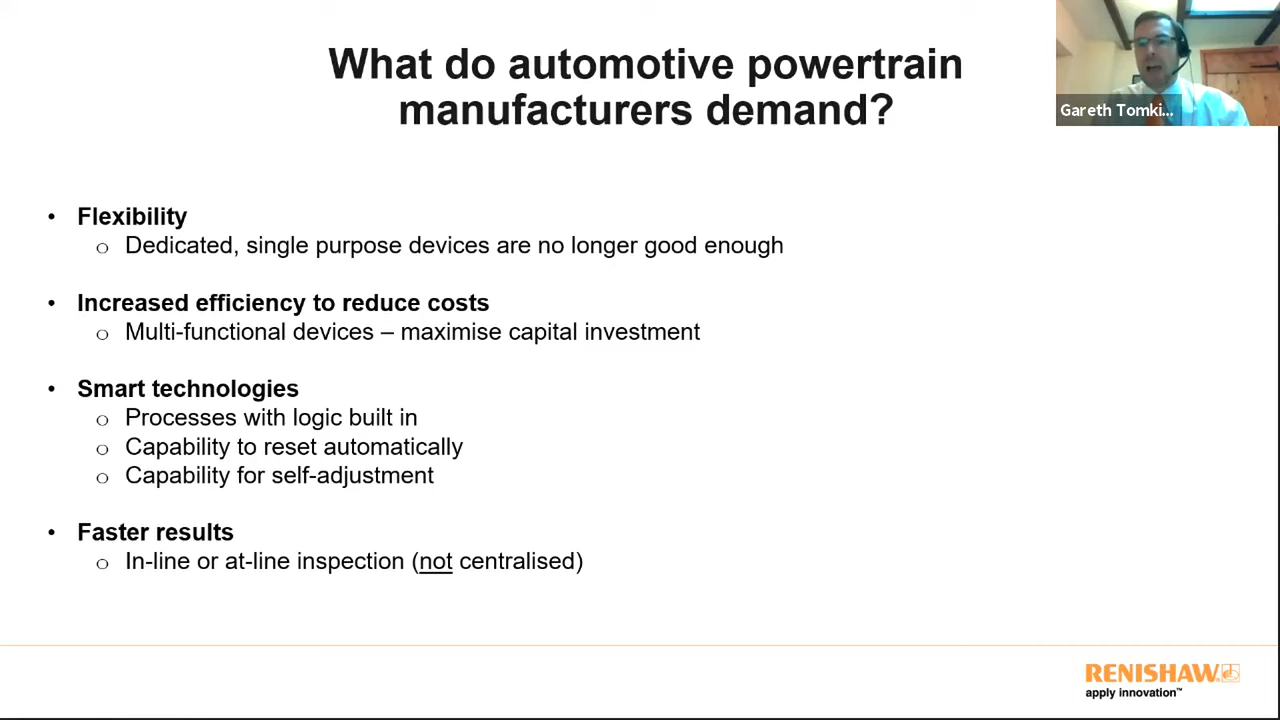 What do automotive powertrain
manufacturers demand?
Gareth Tomki...
• Flexibility
o Dedicated, single purpose devices are no longer good enough
• Increased efficiency to reduce costs
o Multi-functional devices – maximise capital investment
• Smart technologies
o Processes with logic built in
o Capability to reset automatically
o Capability for self-adjustment
• Faster results
o In-line or at-line inspection (not centralised)
RENISHAW
apply innovation™